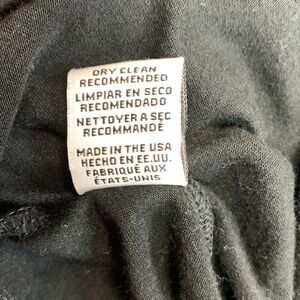 DRY CLEAN
RECOMMENDED
LIMPIAR EN SECO
RECOMENDADO
NETTOYER A SEC
RECOMMANDÉ
MADE IN THE USA
HECHO EN EE.UU.
FABRIQUÉ AUX
ÉTATS-UNIS